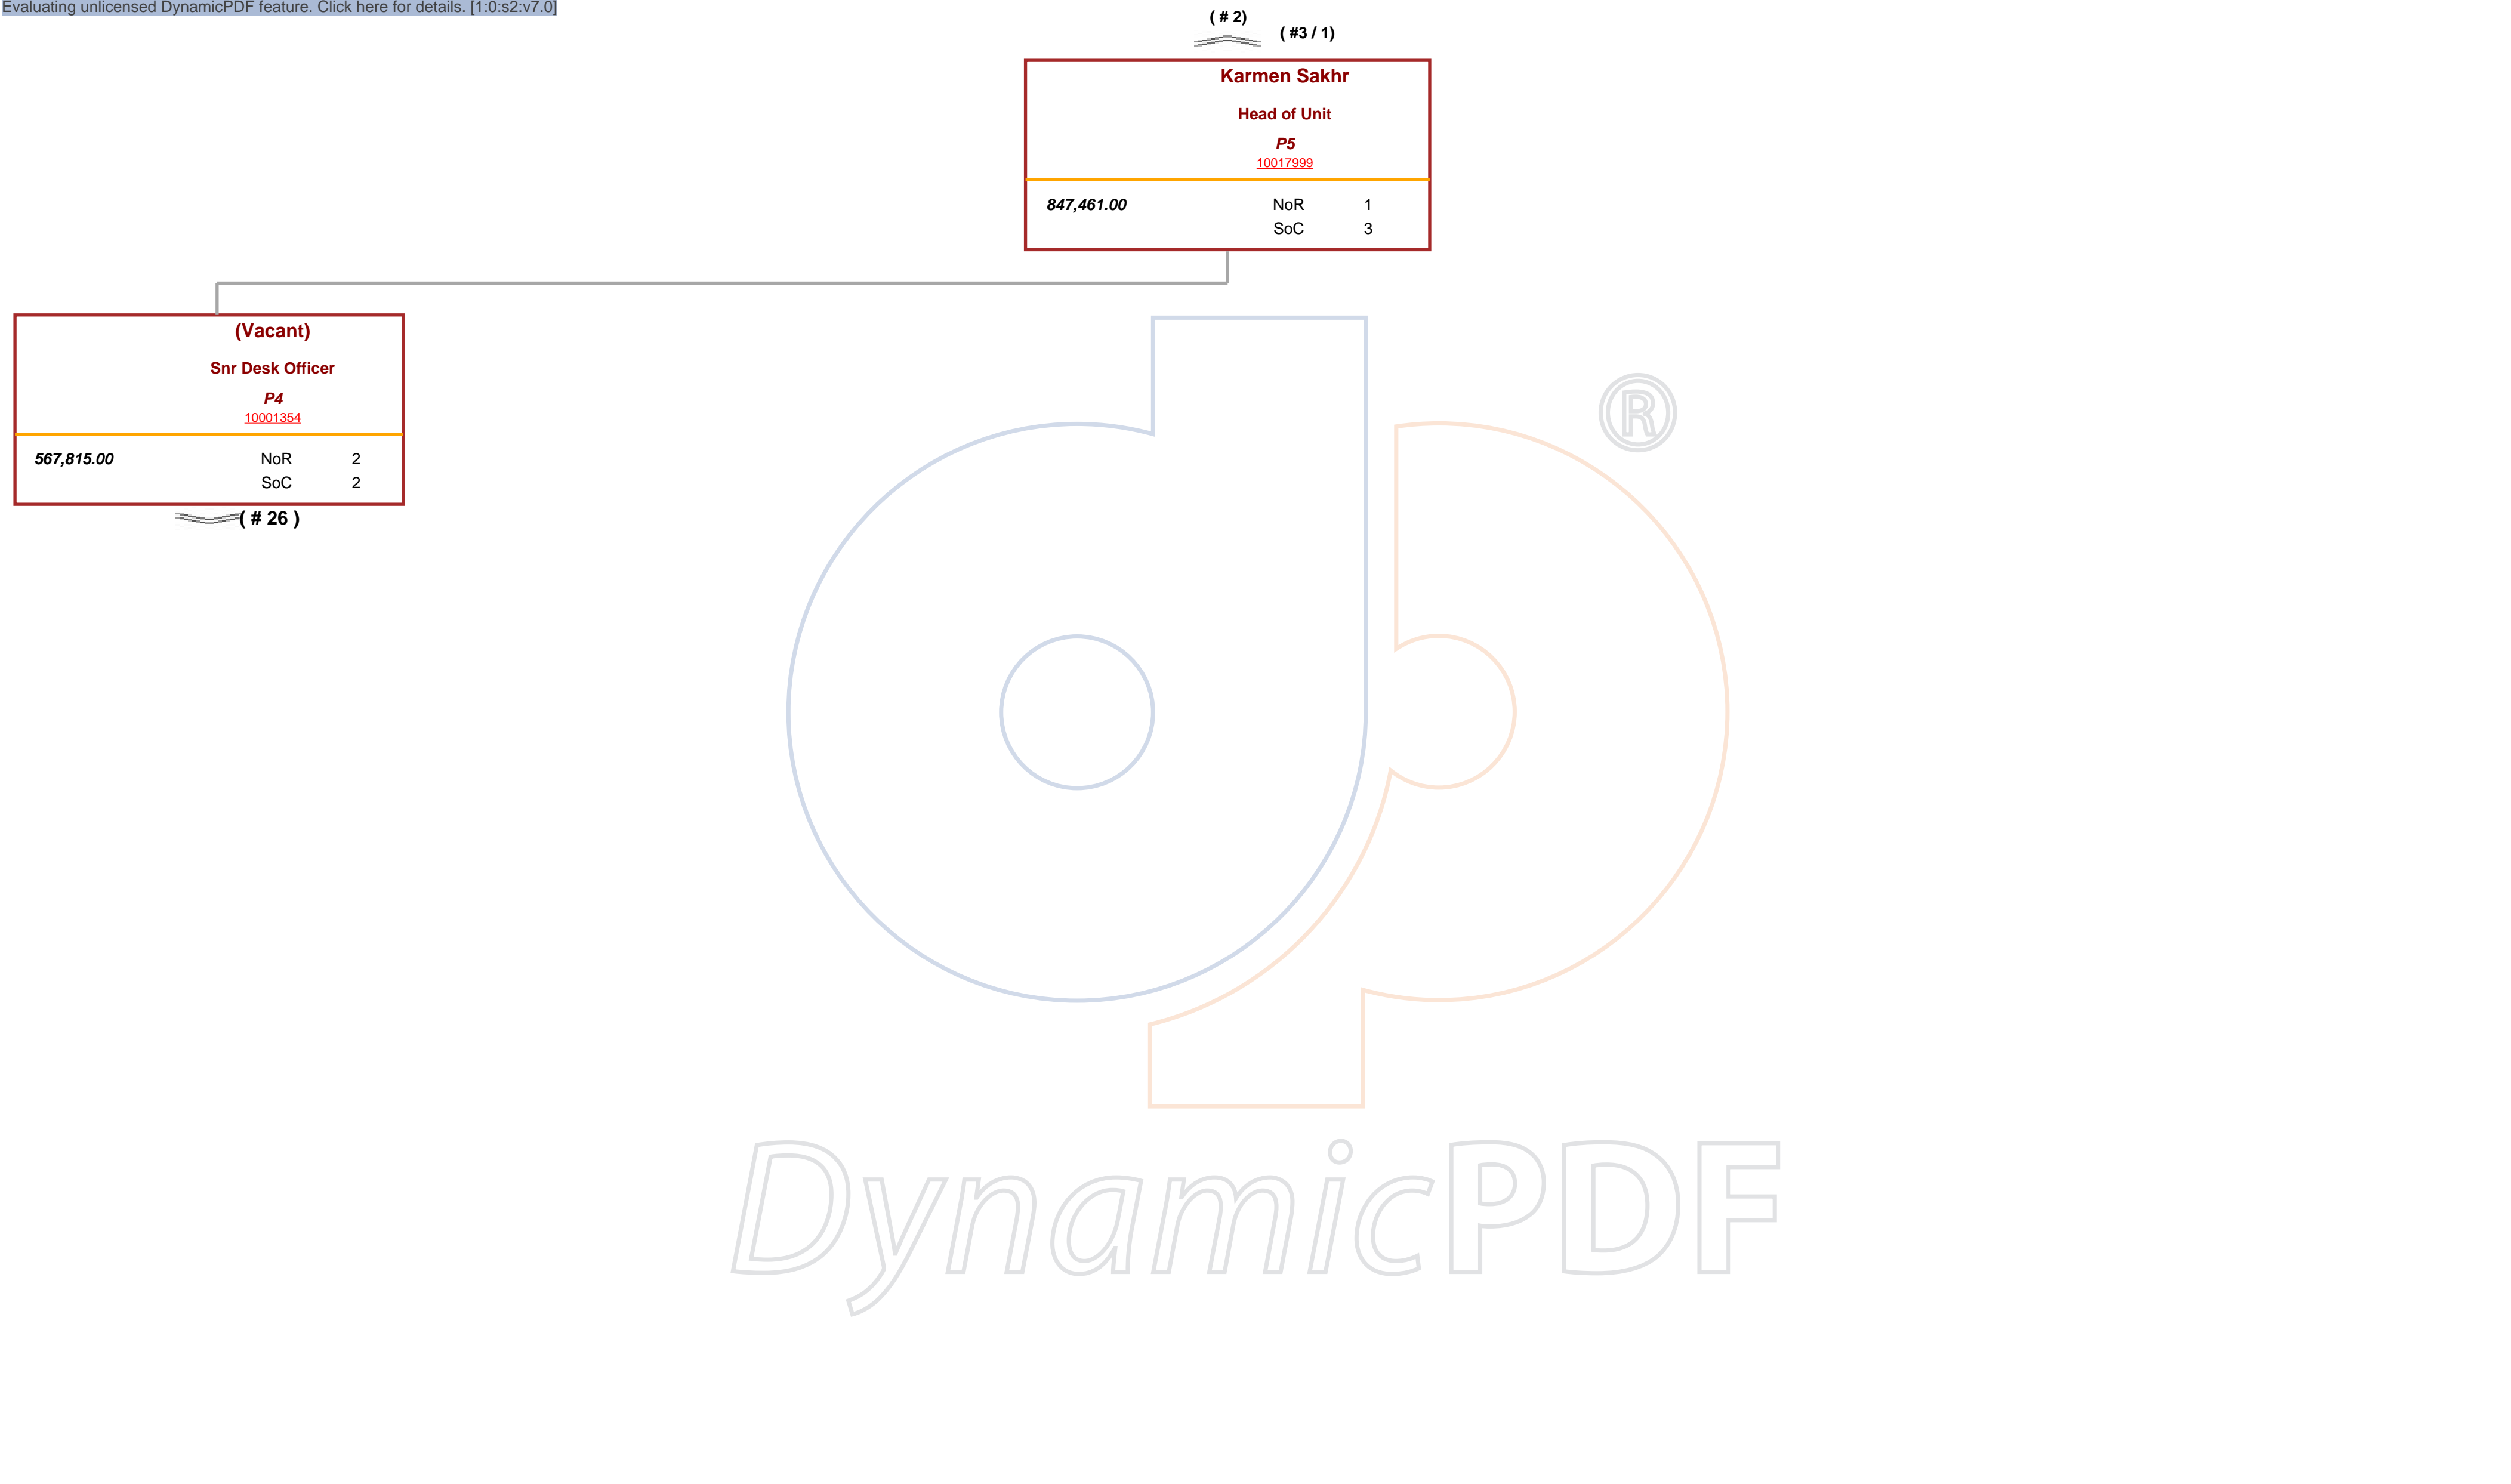 Evaluating unlicensed DynamicPDF feature. Click here for details. [1:0:s2:v7.0]
( # 2)
( #3 / 1)
Karmen Sakhr
Head of Unit
P5
10017999
847,461.00 NoR 1
SoC 3
(Vacant)
Snr Desk Officer
P4
10001354
567,815.00 NoR 2
SoC 2
( # 26 )
®
DynamicPDF